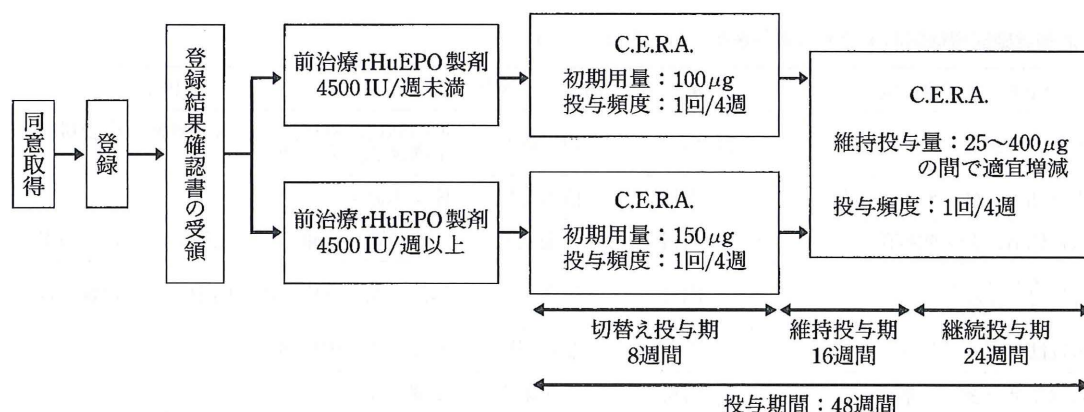 同意取得
登録
登録結果確認書の受領
前治療rHuEPO製剤
4500 IU/週未満
前治療rHuEPO製剤
4500 IU/週以上
C.E.R.A.
初期用量：100μg
投与頻度：1回/4週
C.E.R.A.
初期用量：150μg
投与頻度：1回/4週
C.E.R.A.
維持投与量：25〜400μg
の間で適宜増減
投与頻度：1回/4週
切替え投与期
8週間
維持投与期
16週間
継続投与期
24週間
投与期間：48週間